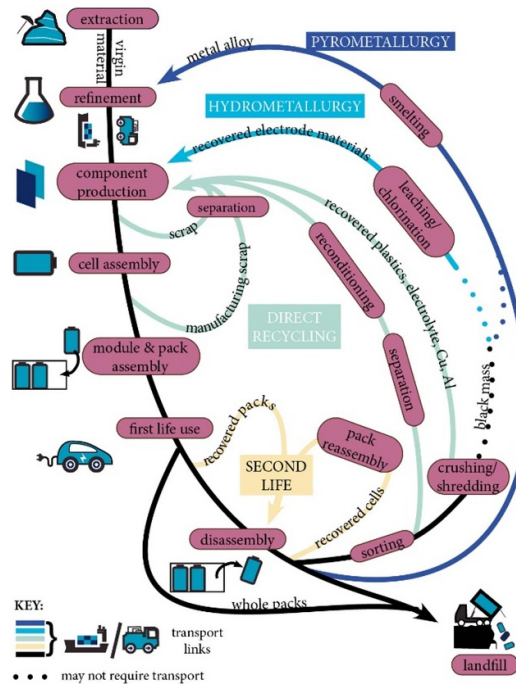 extraction
virgin
material
PYROMETALLURGY
metal alloy
refinement
smelting
HYDROMETALLURGY
recovered electrode materials
component
production
leaching/
chlorination
separation
scrap
recovered plastics, electrolyte, Cu, Al
reconditioning
cell assembly
manufacturing scrap
DIRECT
RECYCLING
module & pack
assembly
separation
black mass
first life use
recovered packs
pack
reassembly
SECOND
LIFE
crushing/
shredding
disassembly
recovered cells
sorting
whole packs
KEY:
transport
links
may not require transport
landfill